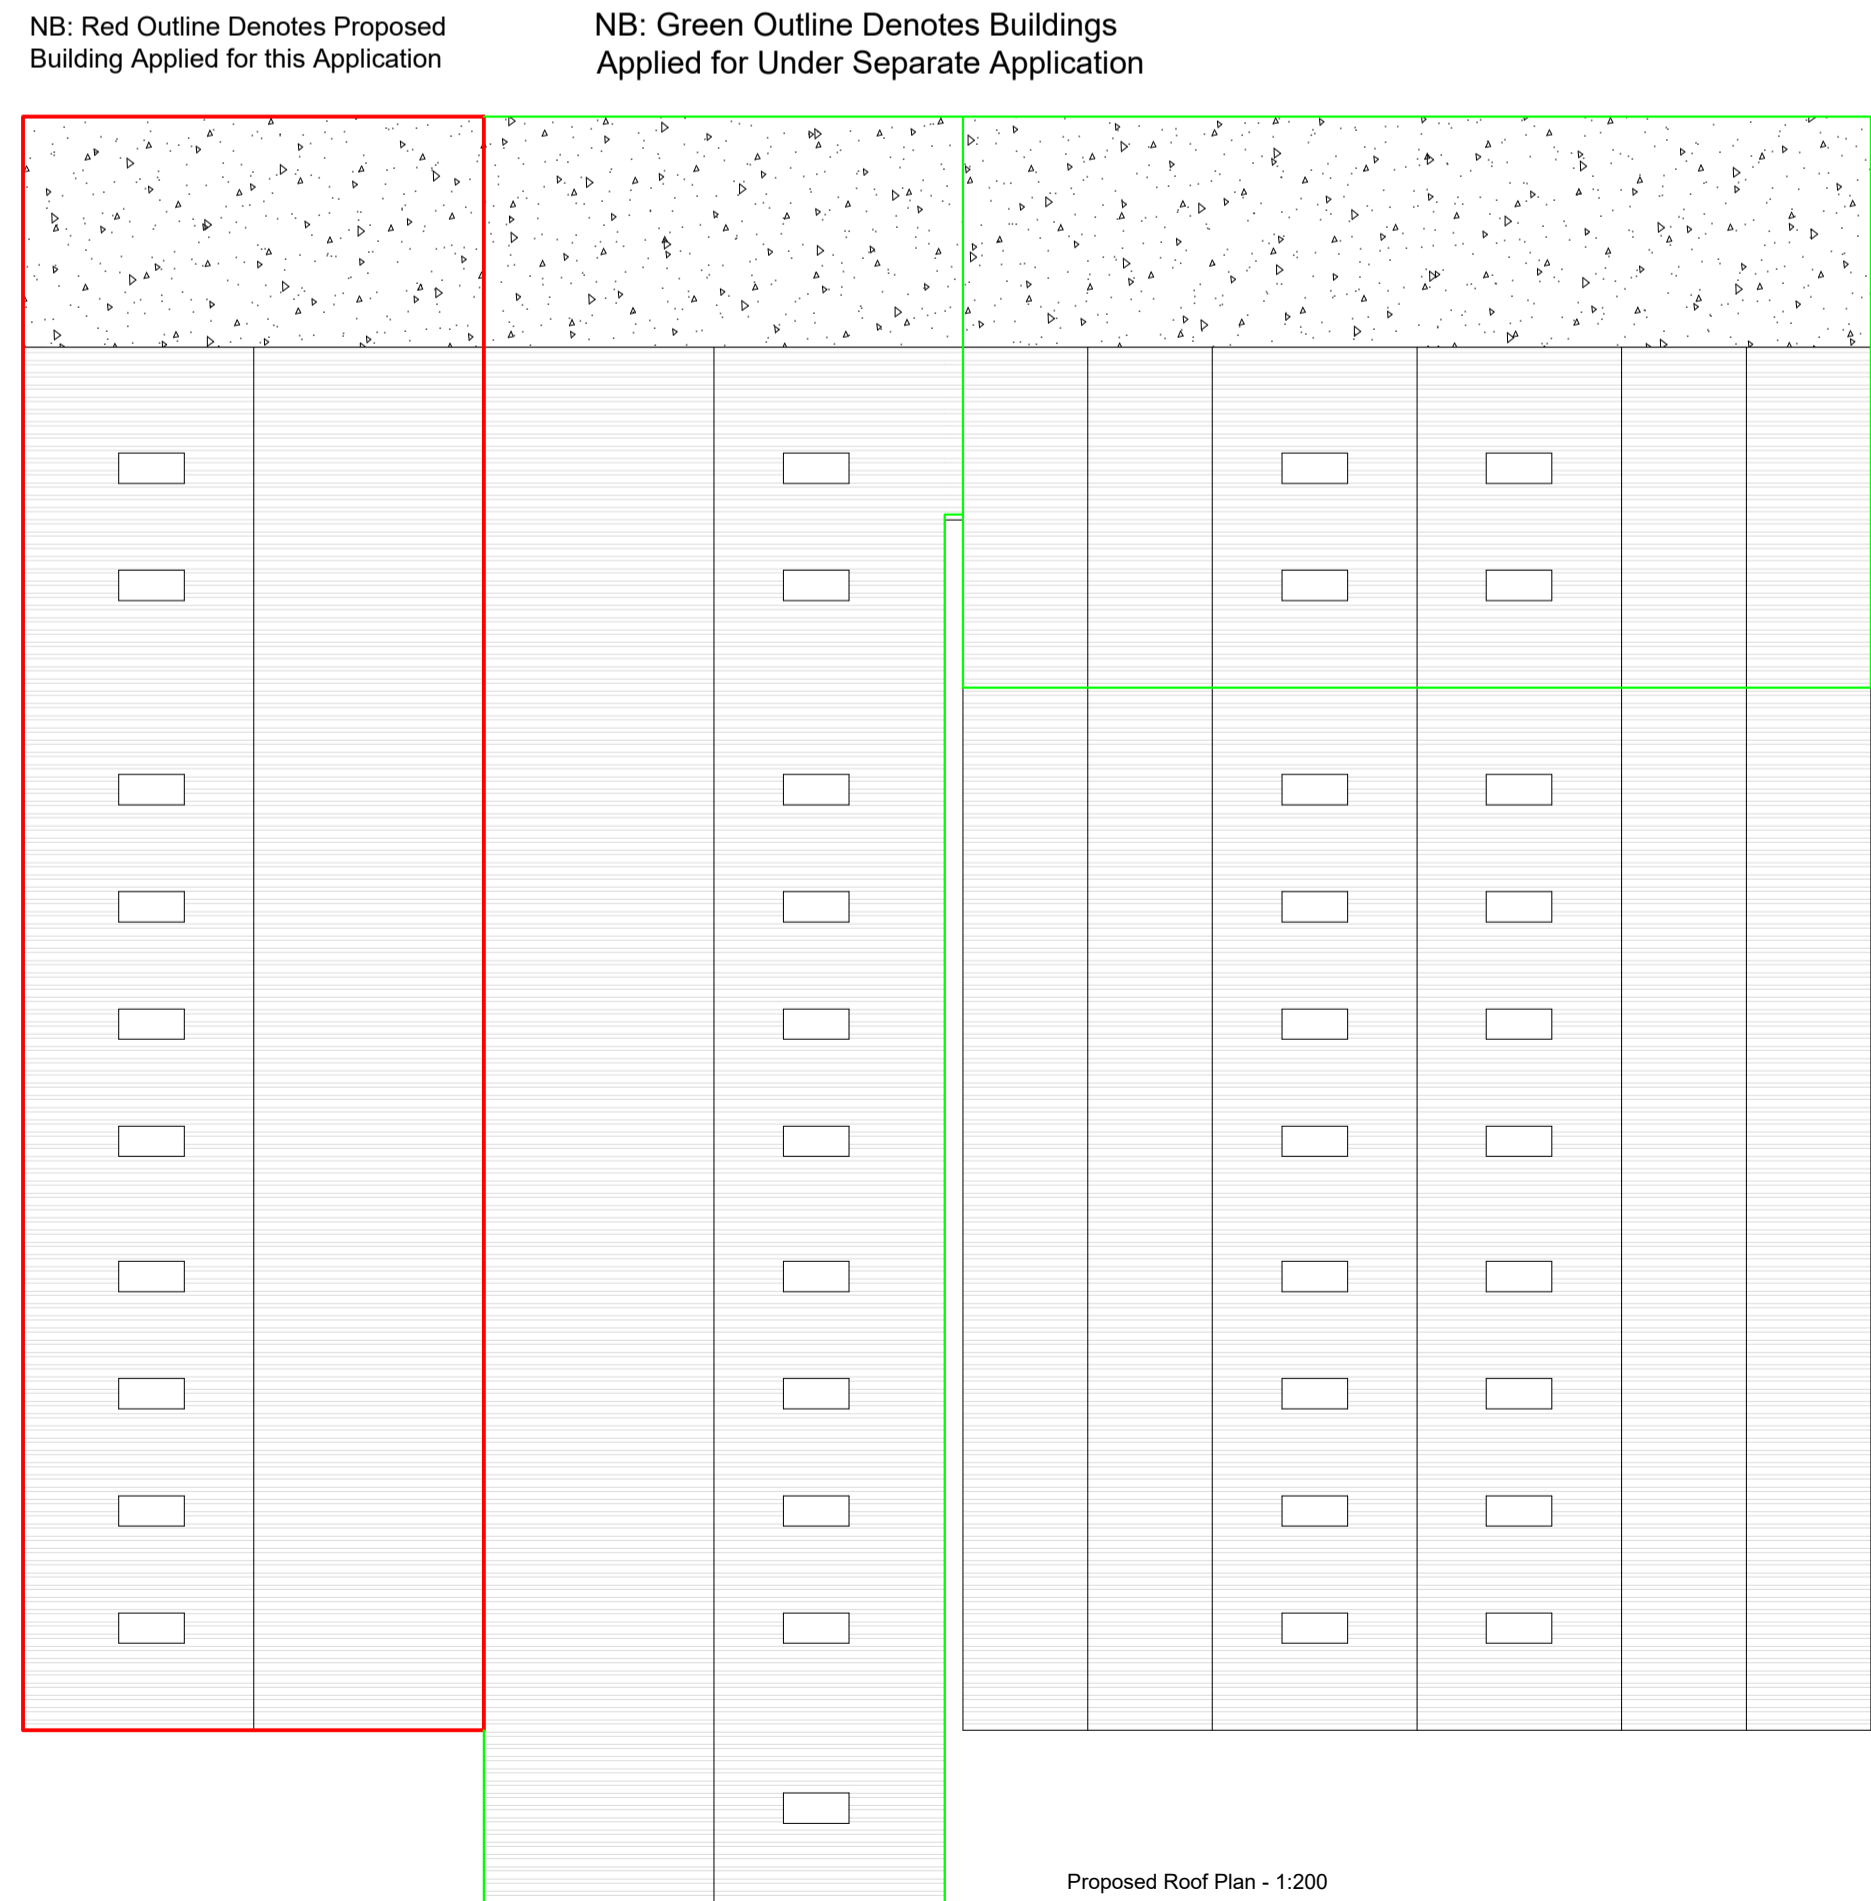 NB: Red Outline Denotes Proposed
Building Applied for this Application
NB: Green Outline Denotes Buildings
Applied for Under Separate Application
Proposed Roof Plan - 1:200